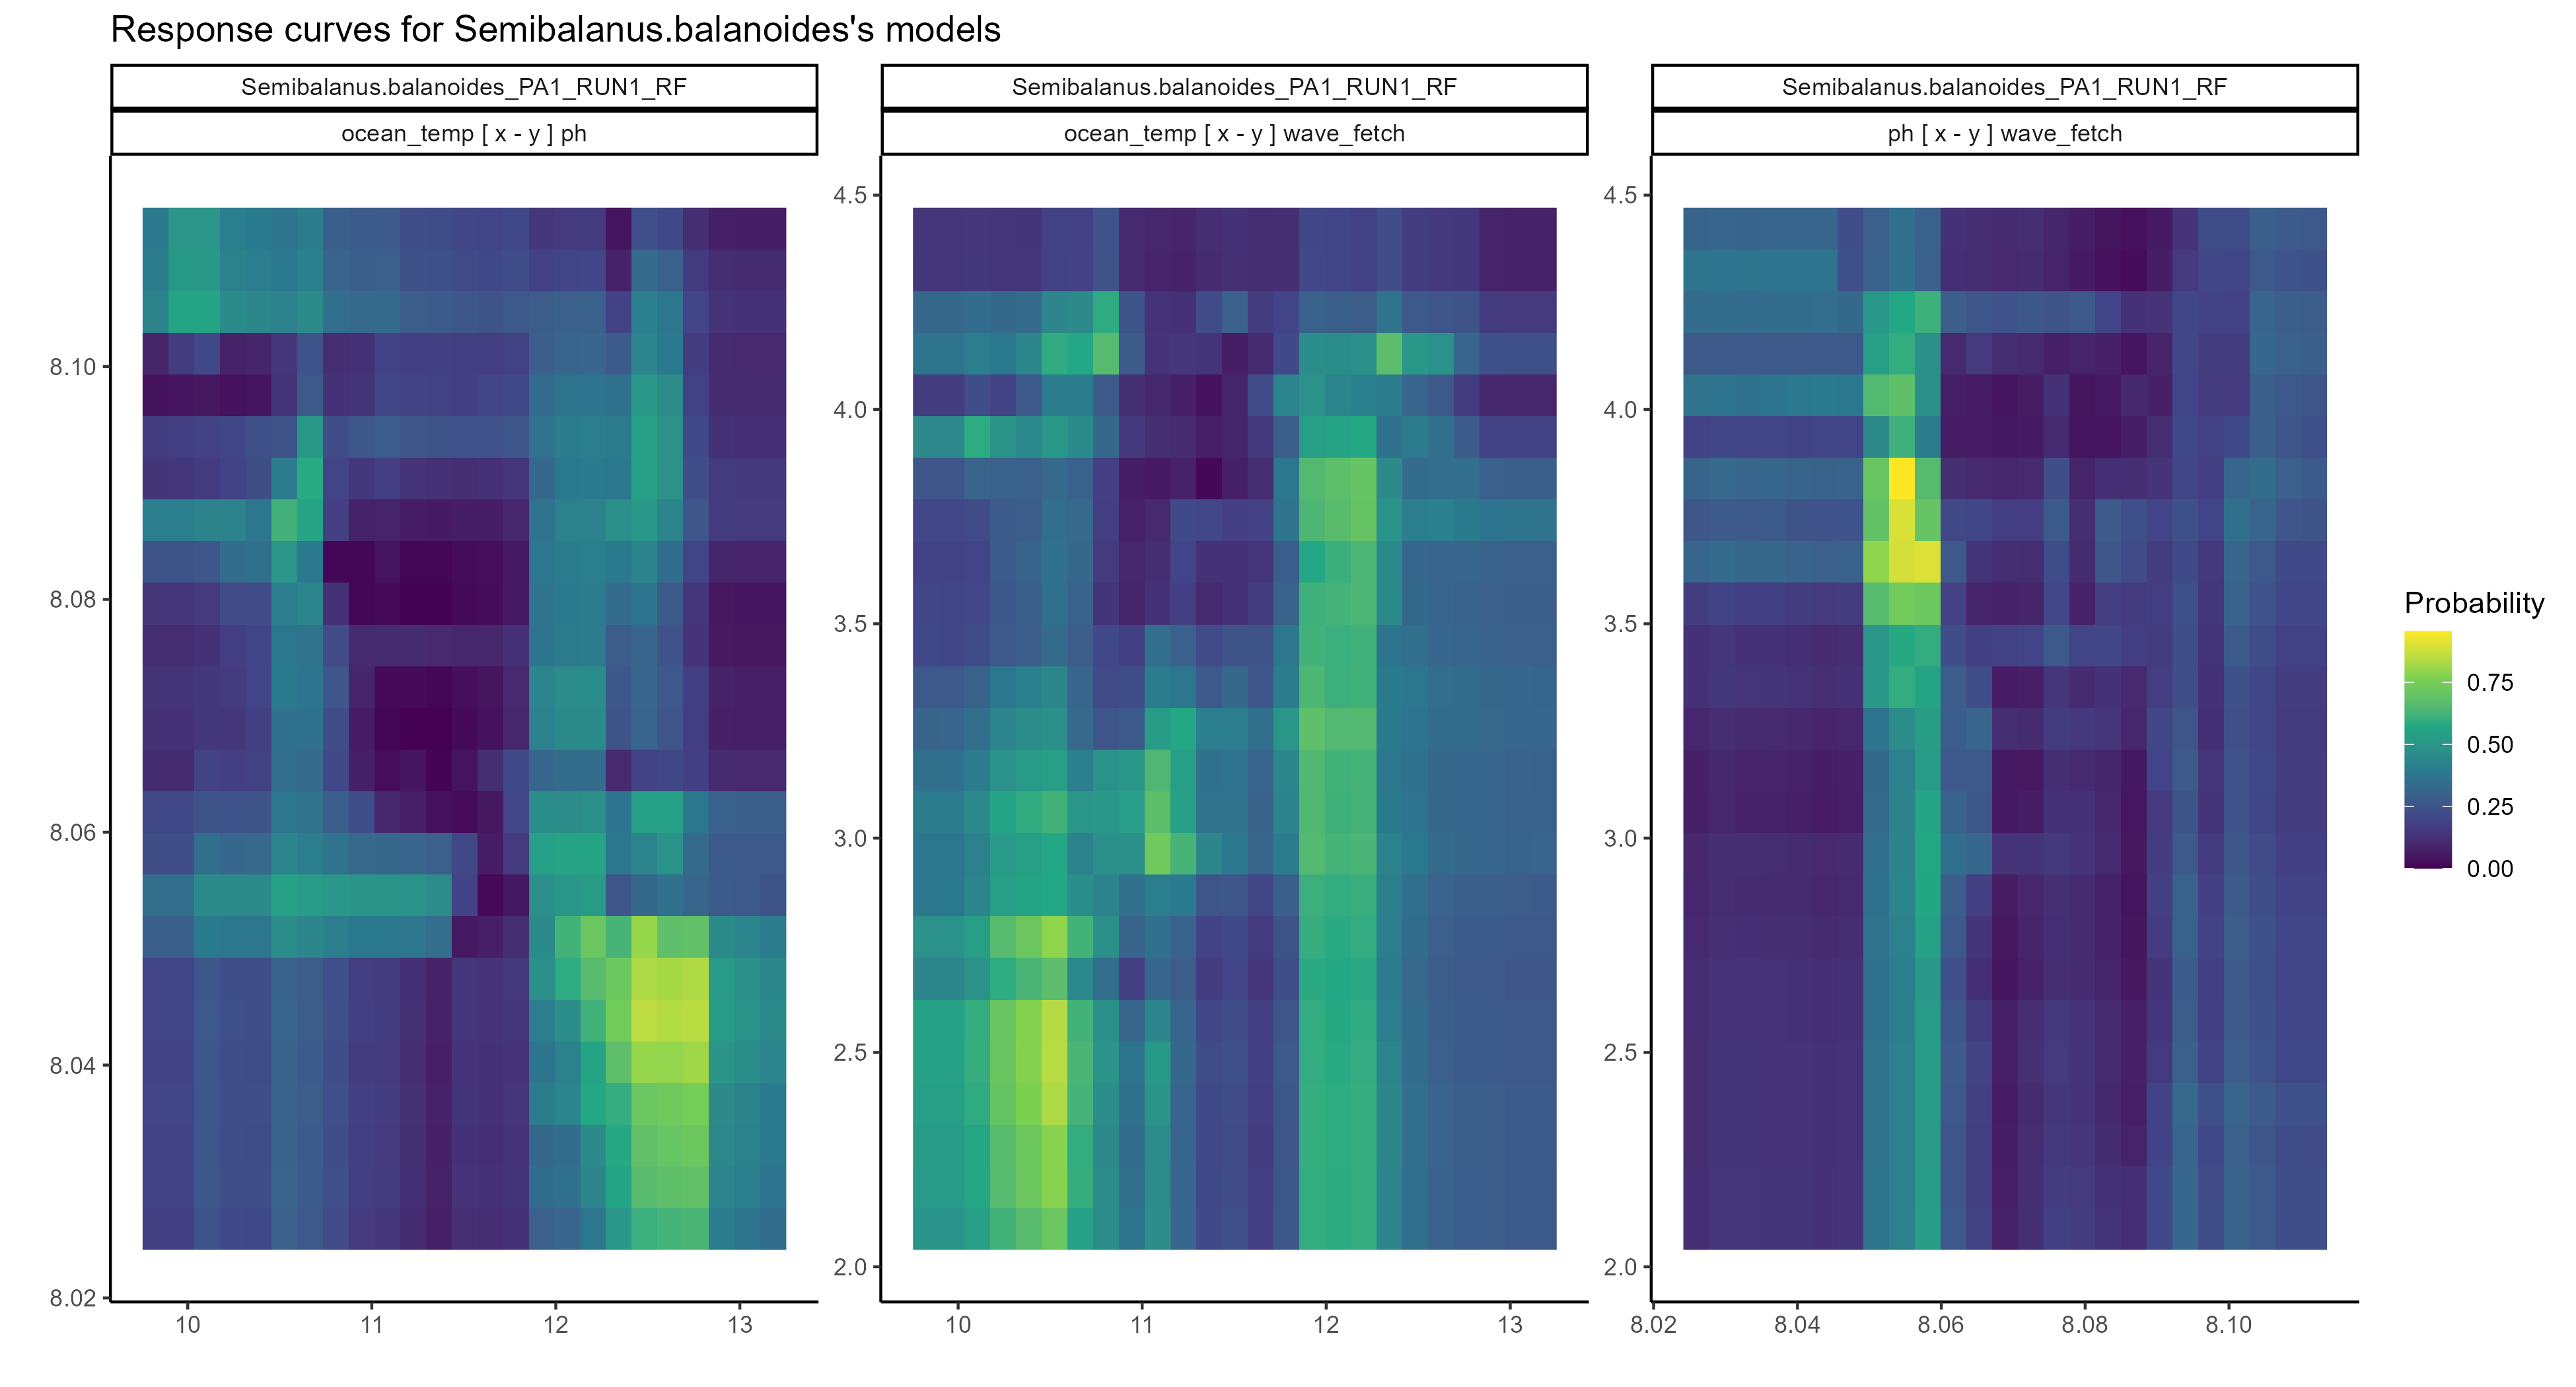 Response curves for Semibalanus.balanoides's models
Semibalanus.balanoides_PA1_RUN1_RF
ocean_temp [ x - y ] ph
8.10
8.08
8.06
8.04
8.02
10 11 12 13
Semibalanus.balanoides_PA1_RUN1_RF
ocean_temp [ x - y ] wave_fetch
4.5
4.0
3.5
3.0
2.5
2.0
10 11 12 13
Semibalanus.balanoides_PA1_RUN1_RF
ph [ x - y ] wave_fetch
4.5
4.0
3.5
3.0
2.5
2.0
8.02 8.04 8.06 8.08 8.10
Probability
0.75
0.50
0.25
0.00